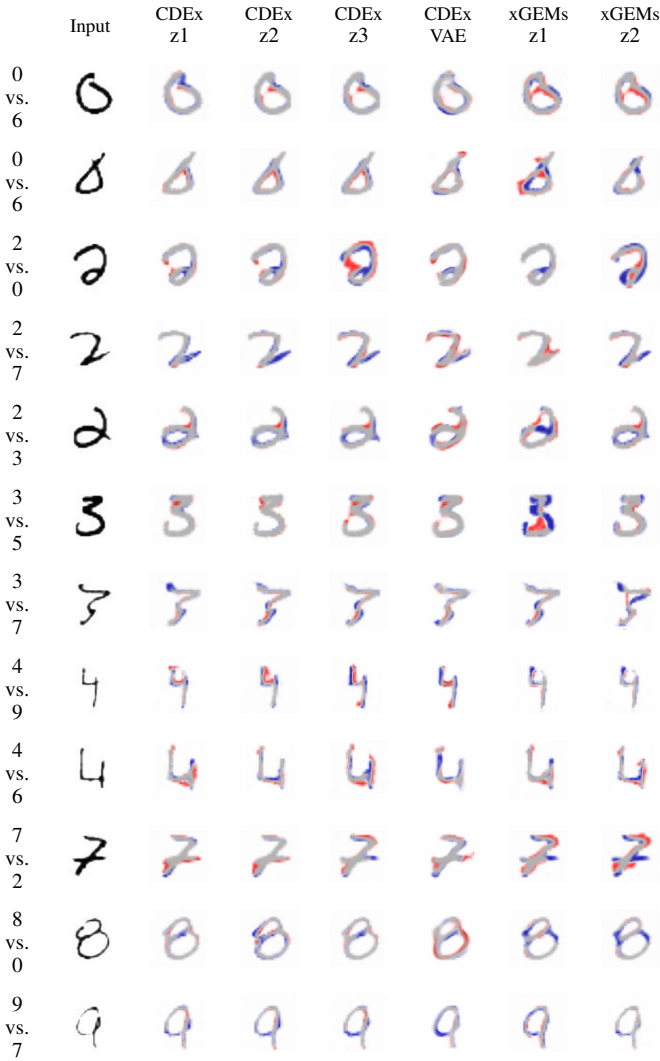 Input CDEx z1 CDEx z2 CDEx z3 CDEx VAE xGEMs z1 xGEMs z2
0 vs. 6
0 vs. 6
2 vs. 0
2 vs. 7
2 vs. 3
3 vs. 5
3 vs. 7
4 vs. 9
4 vs. 6
7 vs. 2
8 vs. 0
9 vs. 7